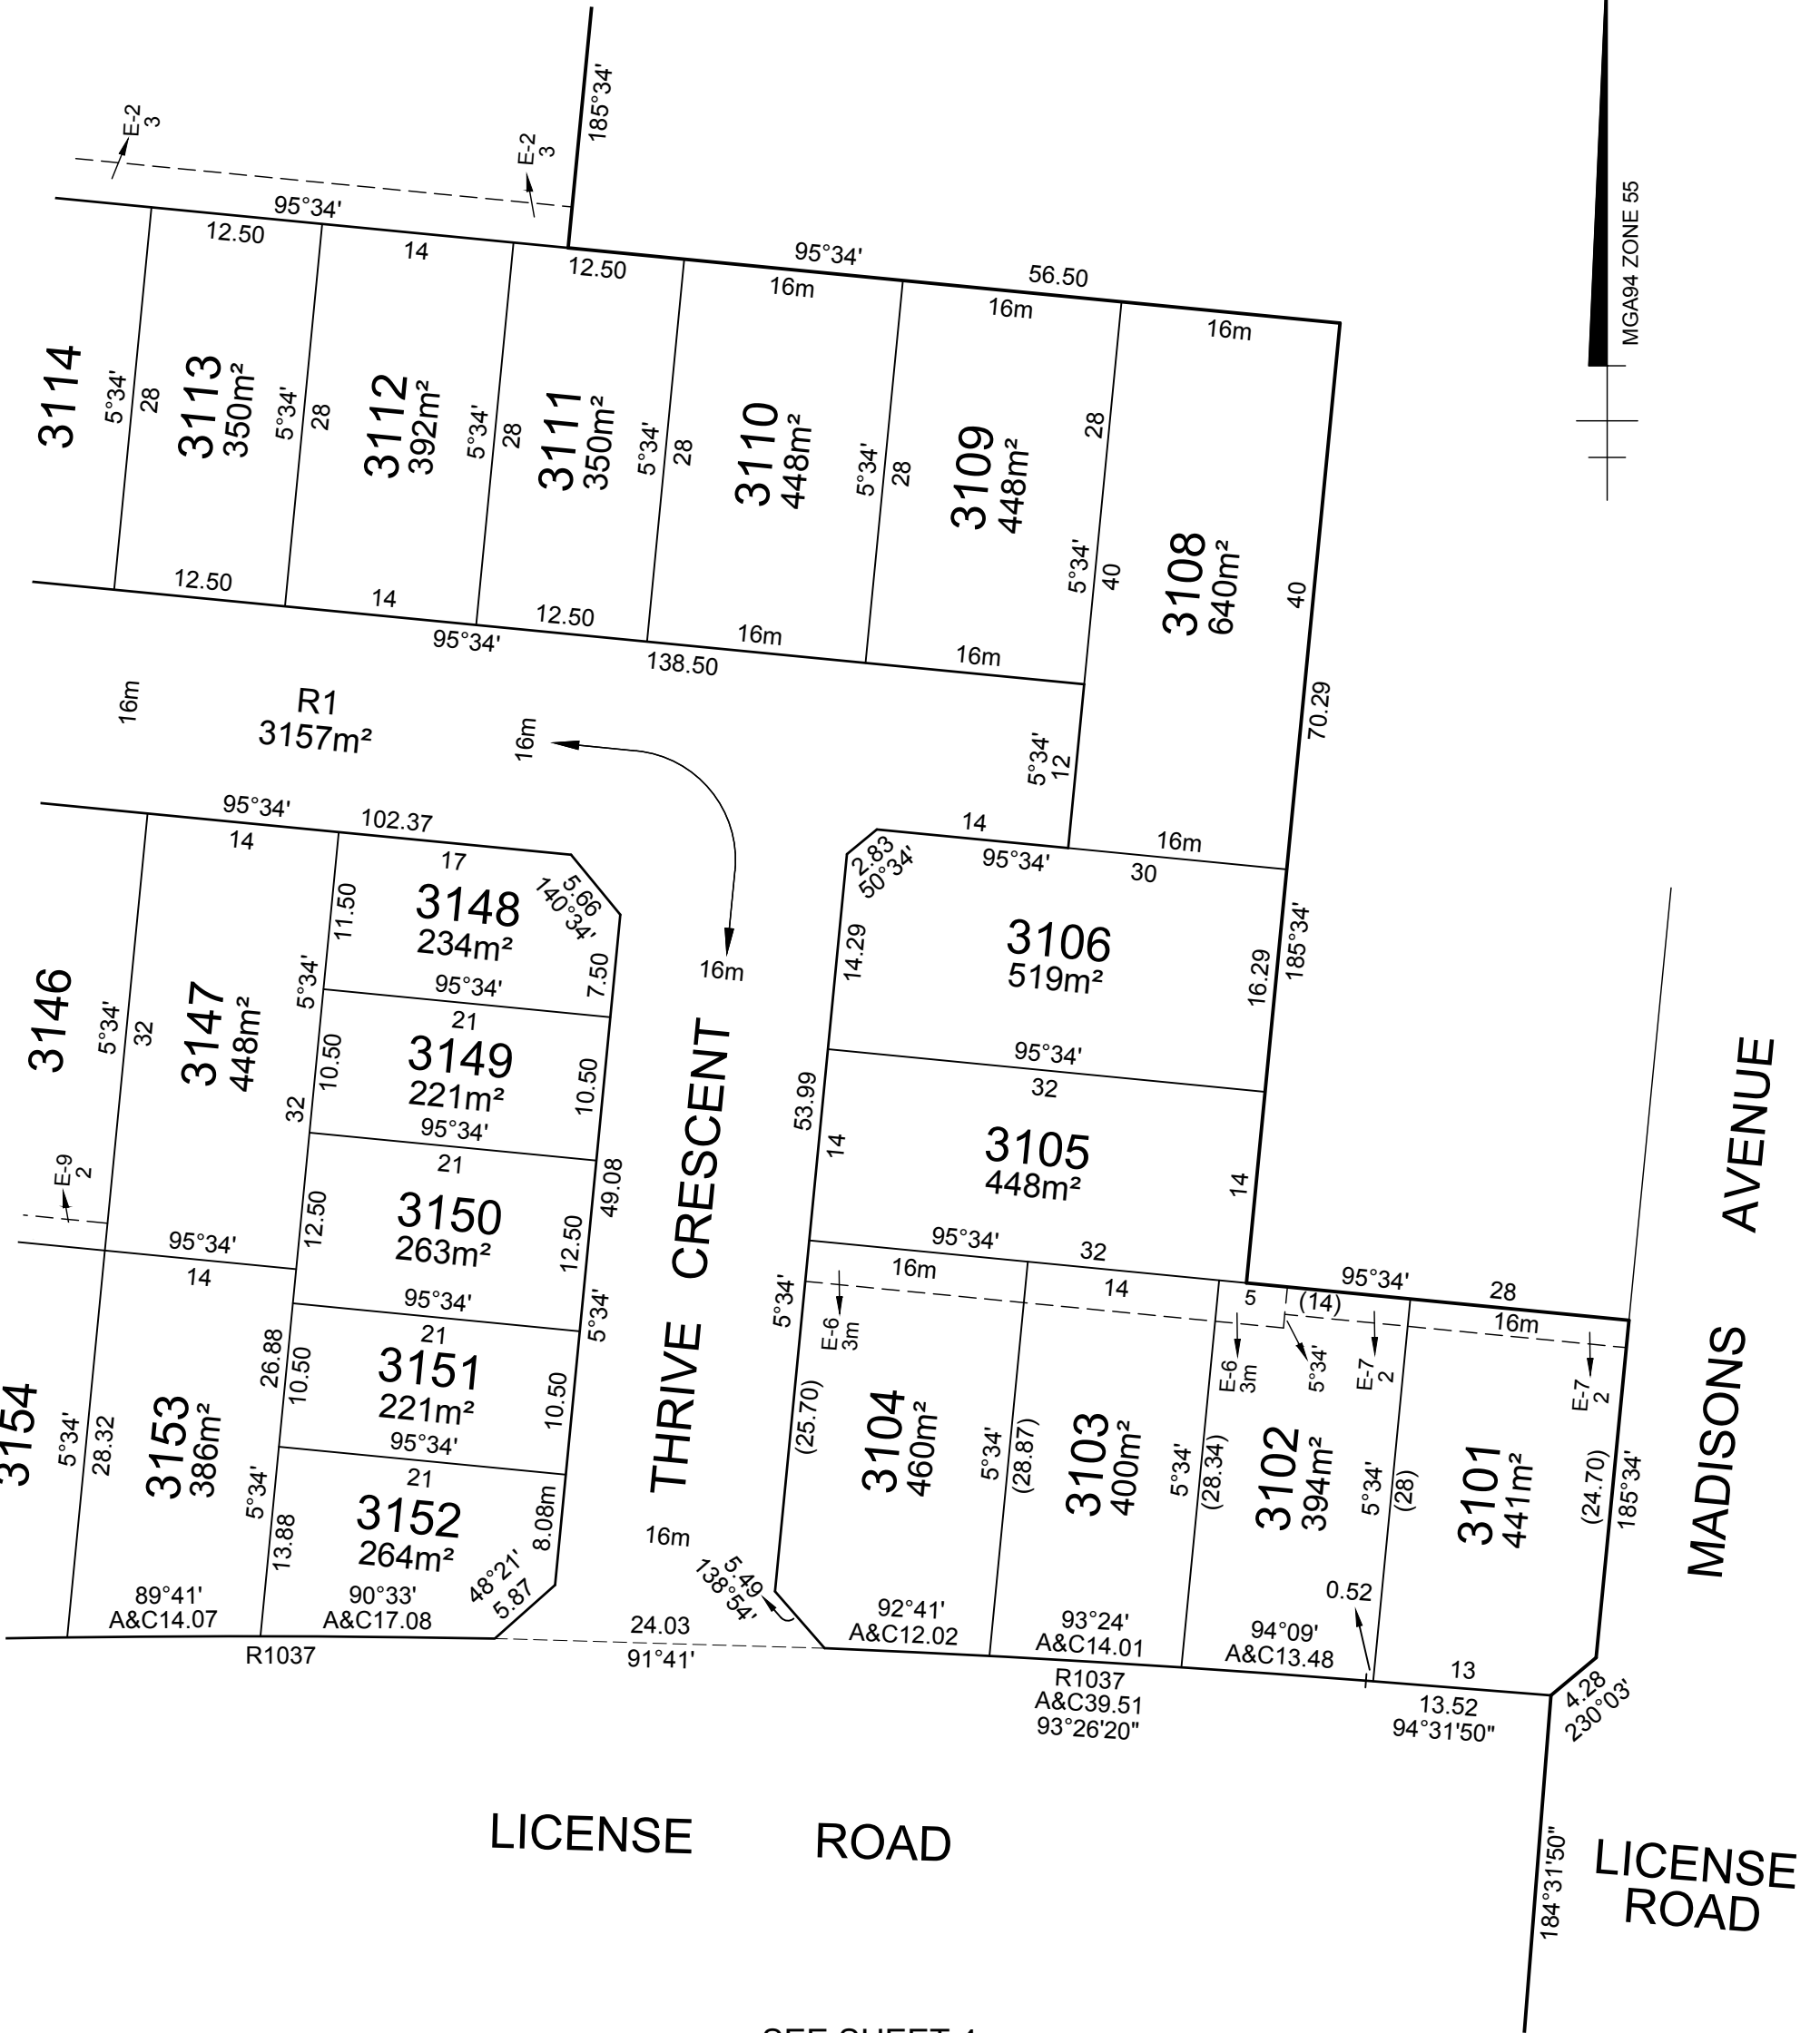 185°34'
E-2
3
E-2
3
MGA94 ZONE 55
95°34'
12.50
14
12.50
95°34'
56.50
16m
16m
16m
3114
5°34'
28
3113
350m²
5°34'
28
3112
392m²
5°34'
28
3111
350m²
5°34'
28
3110
448m²
5°34'
28
3109
448m²
28
5°34'
40
3108
640m²
40
12.50
14
12.50
16m
16m
95°34'
138.50
70.29
16m
R1
3157m²
16m
5°34'
12
95°34'
102.37
14
17
5.66
140°34'
11.50
3148
234m²
7.50
16m
2.83
50°34'
14
95°34'
16m
30
14.29
3106
519m²
16.29
185°34'
3146
5°34'
32
3147
448m²
5°34'
32
95°34'
21
10.50
3149
221m²
10.50
95°34'
21
12.50
3150
263m²
12.50
49.08
5°34'
THRIVE CRESCENT
53.99
5°34'
95°34'
32
14
3105
448m²
14
MADISONS AVENUE
E-9
2
95°34'
14
95°34'
21
26.88
10.50
3151
221m²
10.50
3154
5°34'
28.32
3153
386m²
5°34'
13.88
95°34'
21
3152
264m²
8.08m
48°21'
5.87
89°41'
A&C14.07
90°33'
A&C17.08
R1037
16m
24.03
91°41'
5.49
138°54'
95°34'
32
16m
14
5
(14)
95°34'
28
16m
E-6
3m
E-6
3m
5°34'
E-7
2
E-7
2
(25.70)
3104
460m²
5°34'
(28.87)
3103
400m²
5°34'
(28.34)
3102
394m²
5°34'
(28)
3101
441m²
(24.70)
185°34'
92°41'
A&C12.02
93°24'
A&C14.01
94°09'
A&C13.48
0.52
13
R1037
A&C39.51
93°26'20"
13.52
94°31'50"
4.28
230°03'
LICENSE ROAD
184°31'50"
LICENSE
ROAD